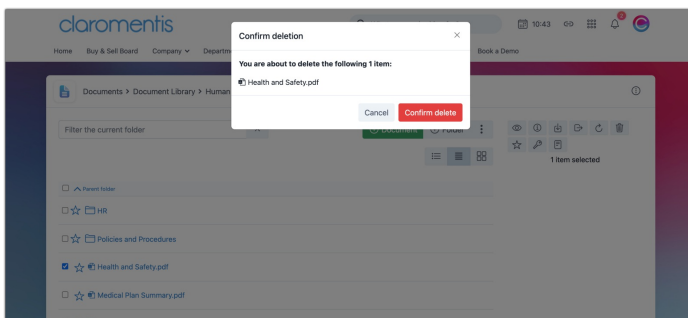 claromentis
10:43
2
Home Buy & Sell Board Company Departm
Book a Demo
Confirm deletion
You are about to delete the following 1 item:
Health and Safety.pdf
Cancel Confirm delete
Documents > Document Library > Human
Filter the current folder
Document Folder
1 item selected
Parent folder
HR
Policies and Procedures
Health and Safety.pdf
Medical Plan Summary.pdf